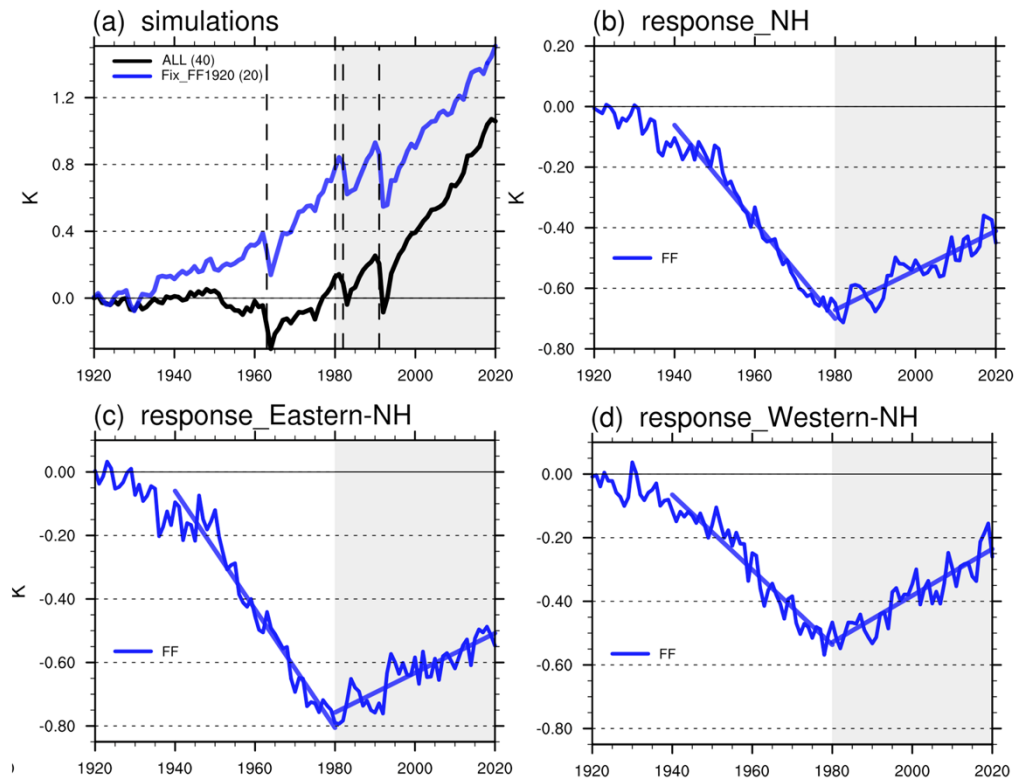 (a) simulations
ALL (40)
Fix_FF1920 (20)
K
1.2
0.8
0.4
0.0
1920 1940 1960 1980 2000 2020
(b) response_NH
K
0.20
0.00
-0.20
-0.40
-0.60
-0.80
FF
1920 1940 1960 1980 2000 2020
(c) response_Eastern-NH
K
0.00
-0.20
-0.40
-0.60
-0.80
FF
1920 1940 1960 1980 2000 2020
(d) response_Western-NH
0.00
-0.20
-0.40
-0.60
-0.80
FF
1920 1940 1960 1980 2000 2020